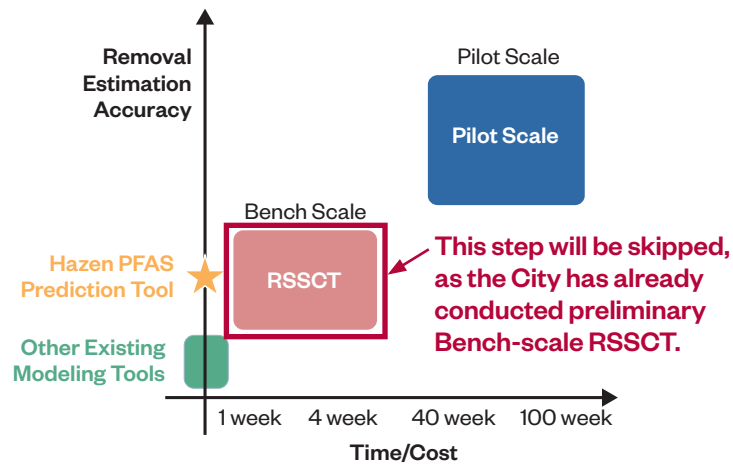 Removal
Estimation
Accuracy
Pilot Scale
Pilot Scale
Bench Scale
RSSCT
Hazen PFAS
Prediction Tool
This step will be skipped,
as the City has already
conducted preliminary
Bench-scale RSSCT.
Other Existing
Modeling Tools
1 week
4 week
40 week
100 week
Time/Cost